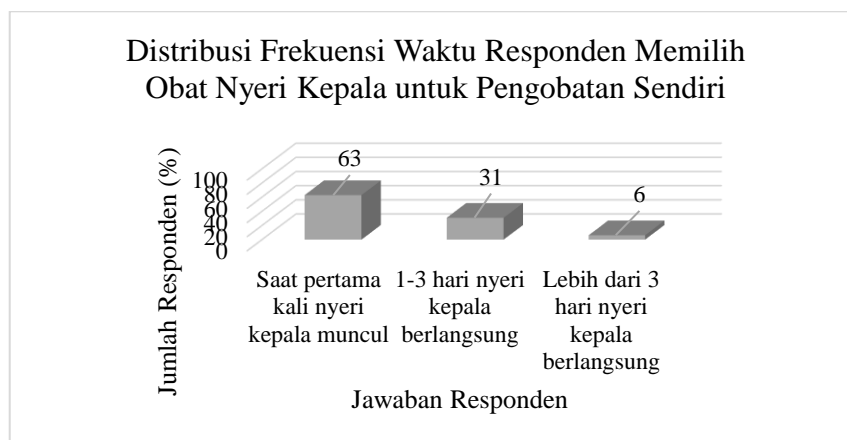 Distribusi Frekuensi Waktu Responden Memilih
Obat Nyeri Kepala untuk Pengobatan Sendiri
Jumlah Responden (%)
100
80
60
40
20
0
63
31
6
Saat pertama
kali nyeri
kepala muncul
1-3 hari nyeri
kepala
berlangsung
Lebih dari 3
hari nyeri
kepala
berlangsung
Jawaban Responden